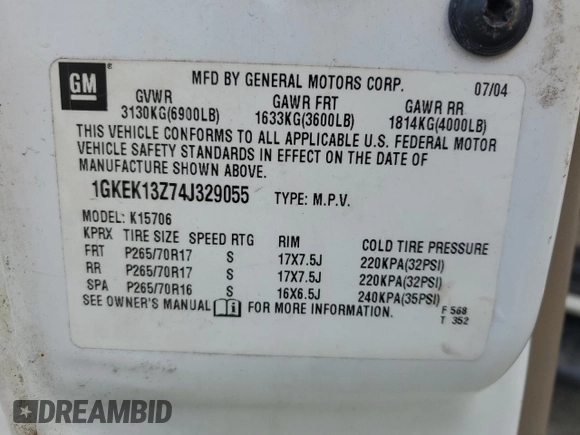 GM ®
MFD BY GENERAL MOTORS CORP. 07/04
GVWR GAWR FRT GAWR RR
3130KG(6900LB) 1633KG(3600LB) 1814KG(4000LB)
THIS VEHICLE CONFORMS TO ALL APPLICABLE U.S. FEDERAL MOTOR
VEHICLE SAFETY STANDARDS IN EFFECT ON THE DATE OF
MANUFACTURE SHOWN ABOVE.
1GKEK13Z74J329055 TYPE: M.P.V.
MODEL: K15706
KPRX TIRE SIZE SPEED RTG RIM COLD TIRE PRESSURE
FRT P265/70R17 S 17X7.5J 220KPA(32PSI)
RR P265/70R17 S 17X7.5J 220KPA(32PSI)
SPA P265/70R16 S 16X6.5J 240KPA(35PSI)
SEE OWNER'S MANUAL FOR MORE INFORMATION. F 568
T 352
DREAMBID